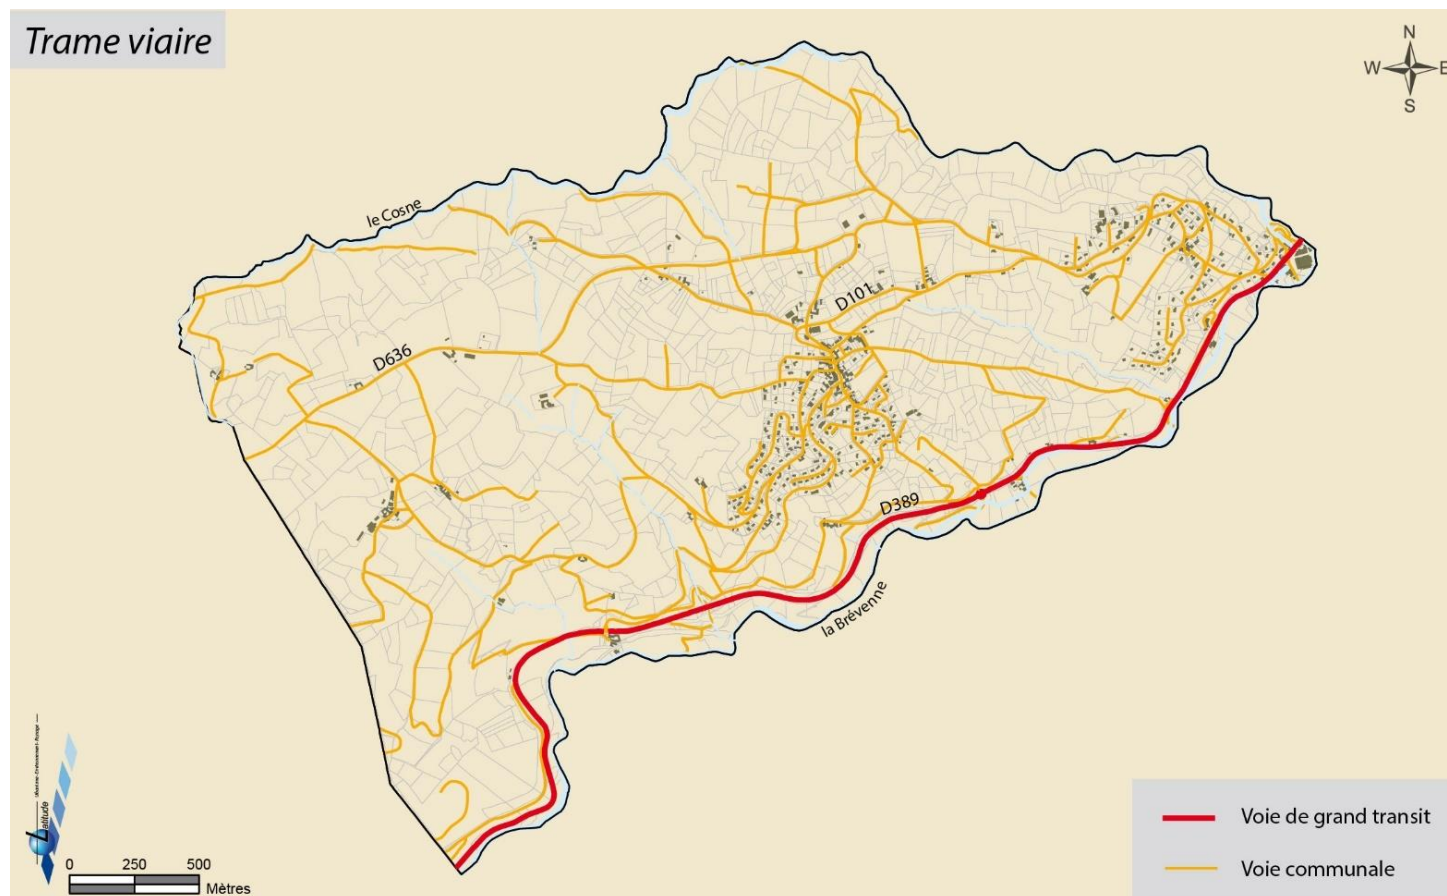 Trame viaire
N
W
E
S
le Cosne
D101
D636
D389
la Brévenne
Latitude
0 250 500
Mètres
Voie de grand transit
Voie communale